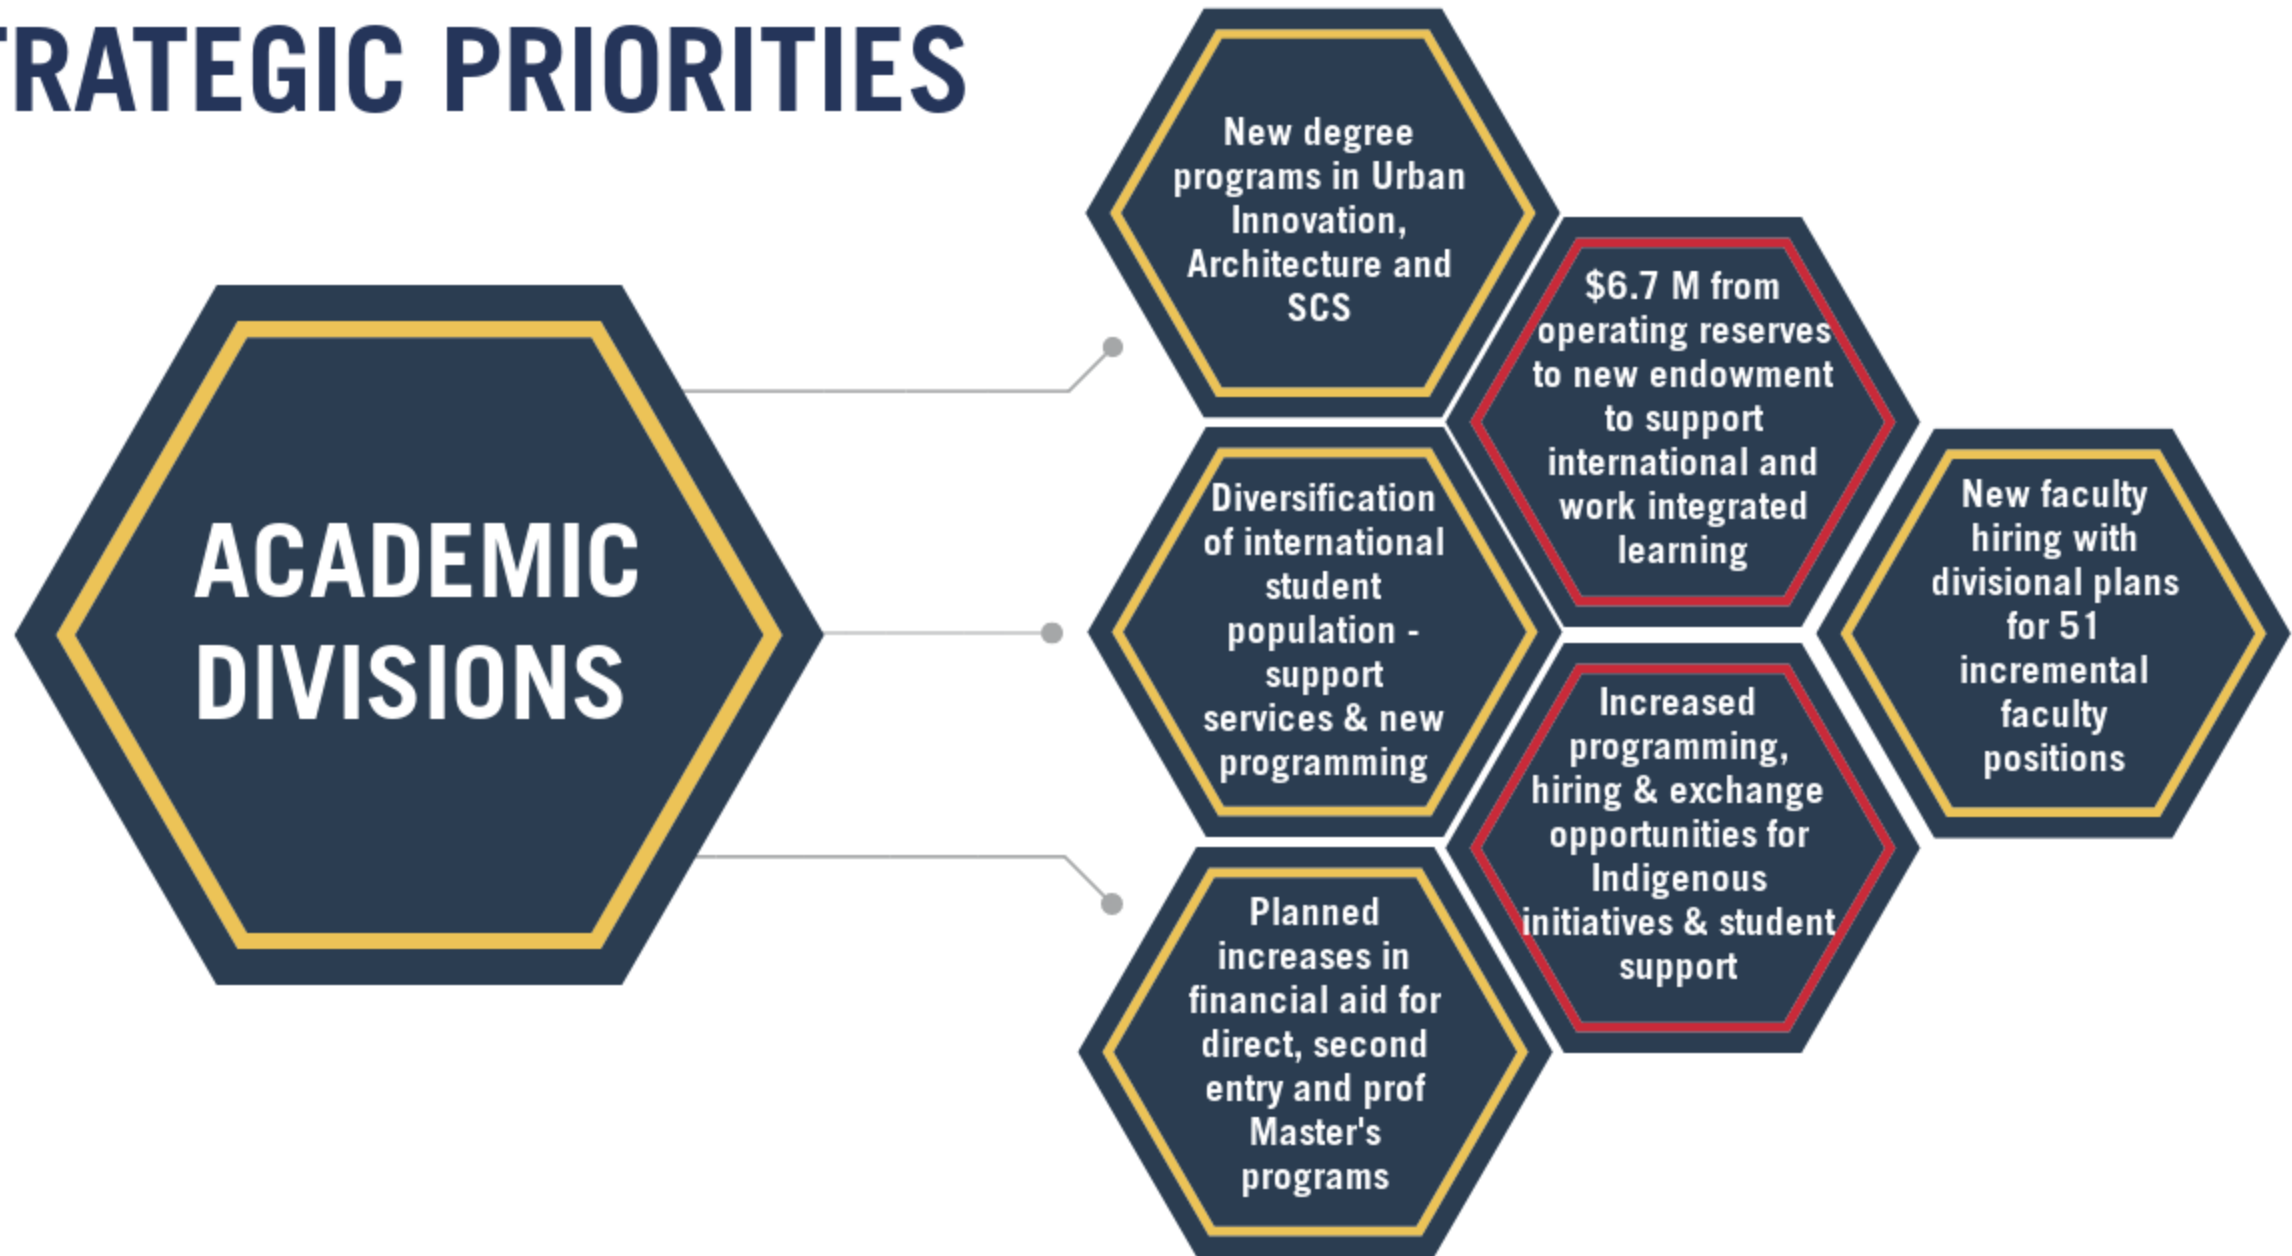 TRATEGIC PRIORITIES
ACADEMIC
DIVISIONS
New degree
programs in Urban
Innovation,
Architecture and
SCS
$6.7 M from
operating reserves
to new endowment
to support
international and
work integrated
learning
Diversification
of international
student
population -
support
services & new
programming
New faculty
hiring with
divisional plans
for 51
incremental
faculty
positions
Increased
programming,
hiring & exchange
opportunities for
Indigenous
initiatives & student
support
Planned
increases in
financial aid for
direct, second
entry and prof
Master's
programs